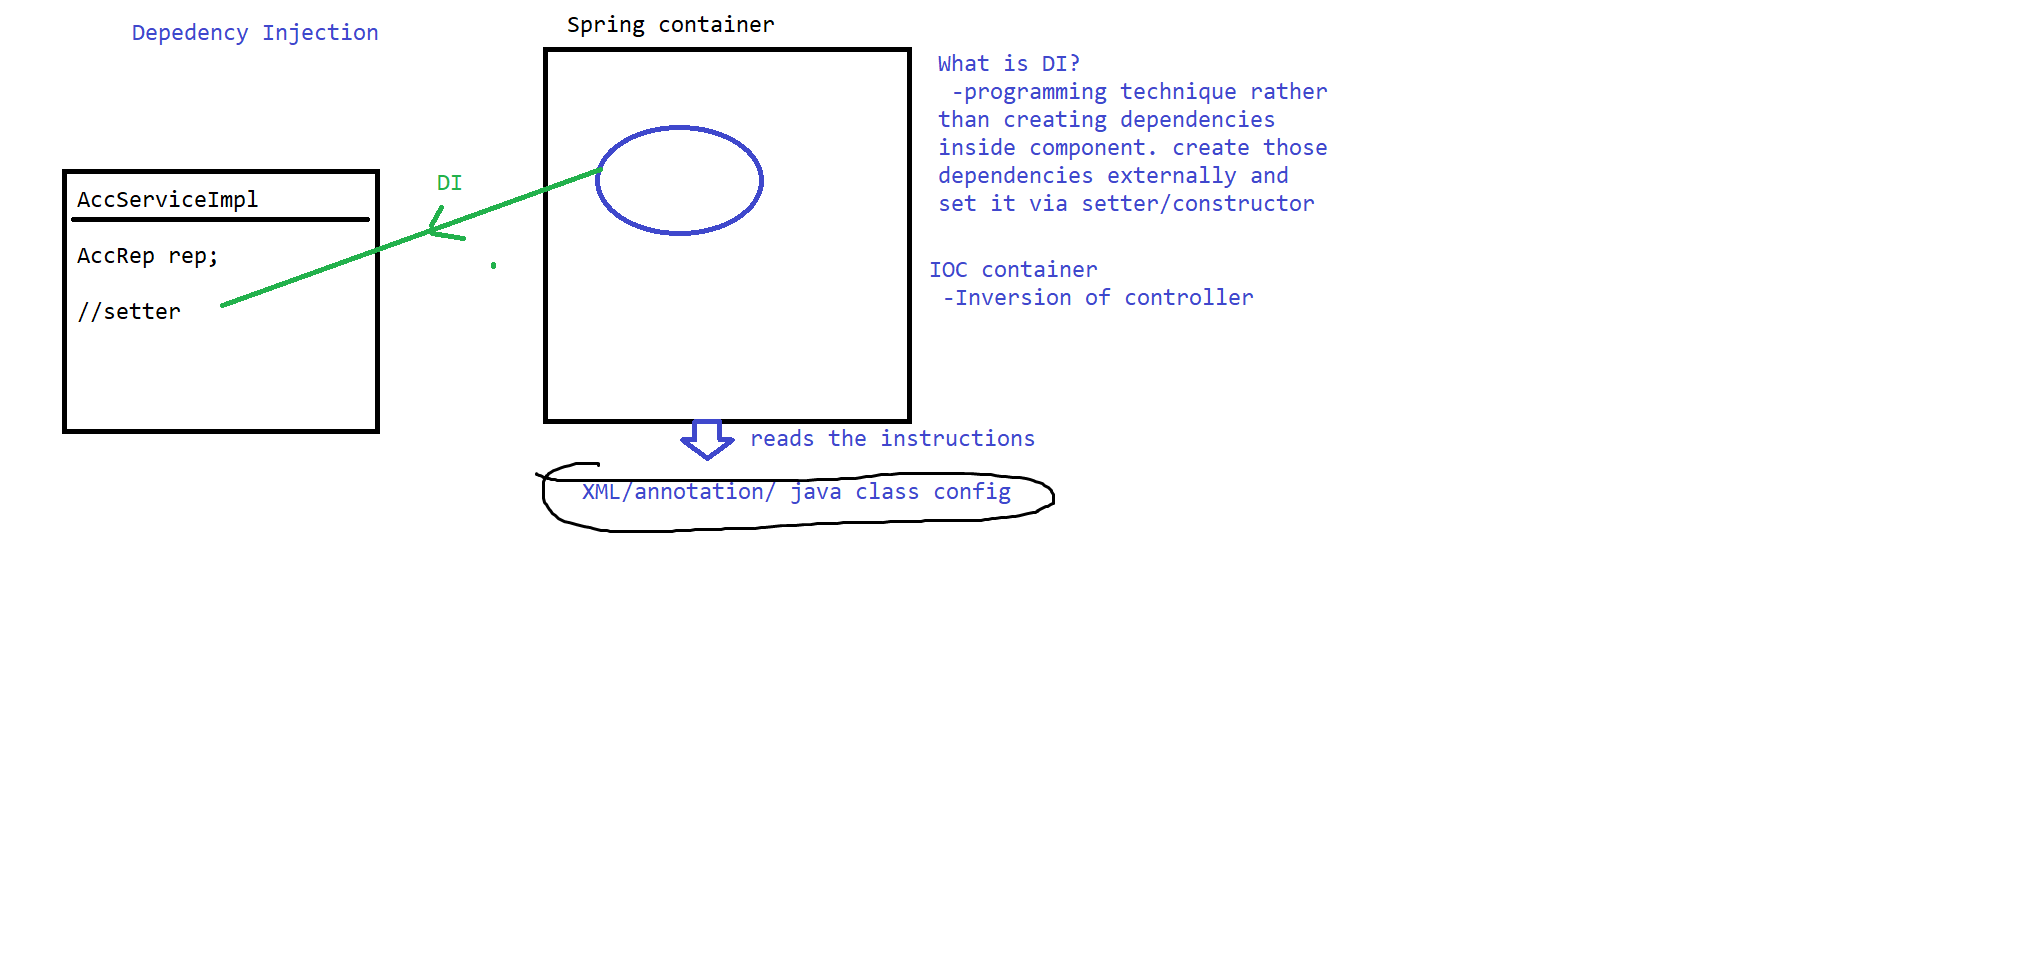 Depedency Injection
Spring container
What is DI?
-programming technique rather
than creating dependencies
inside component. create those
dependencies externally and
set it via setter/constructor
AccServiceImpl
AccRep rep;
//setter
DI
IOC container
-Inversion of controller
reads the instructions
XML/annotation/ java class config